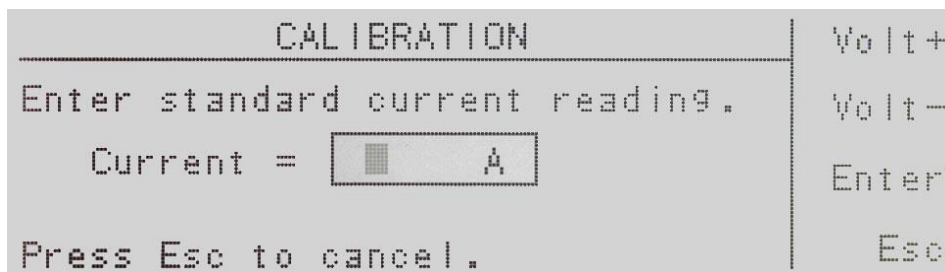 CALIBRATION
Enter standard current reading.
Current = A
Press Esc to cancel.
Volt+
Volt-
Enter
Esc